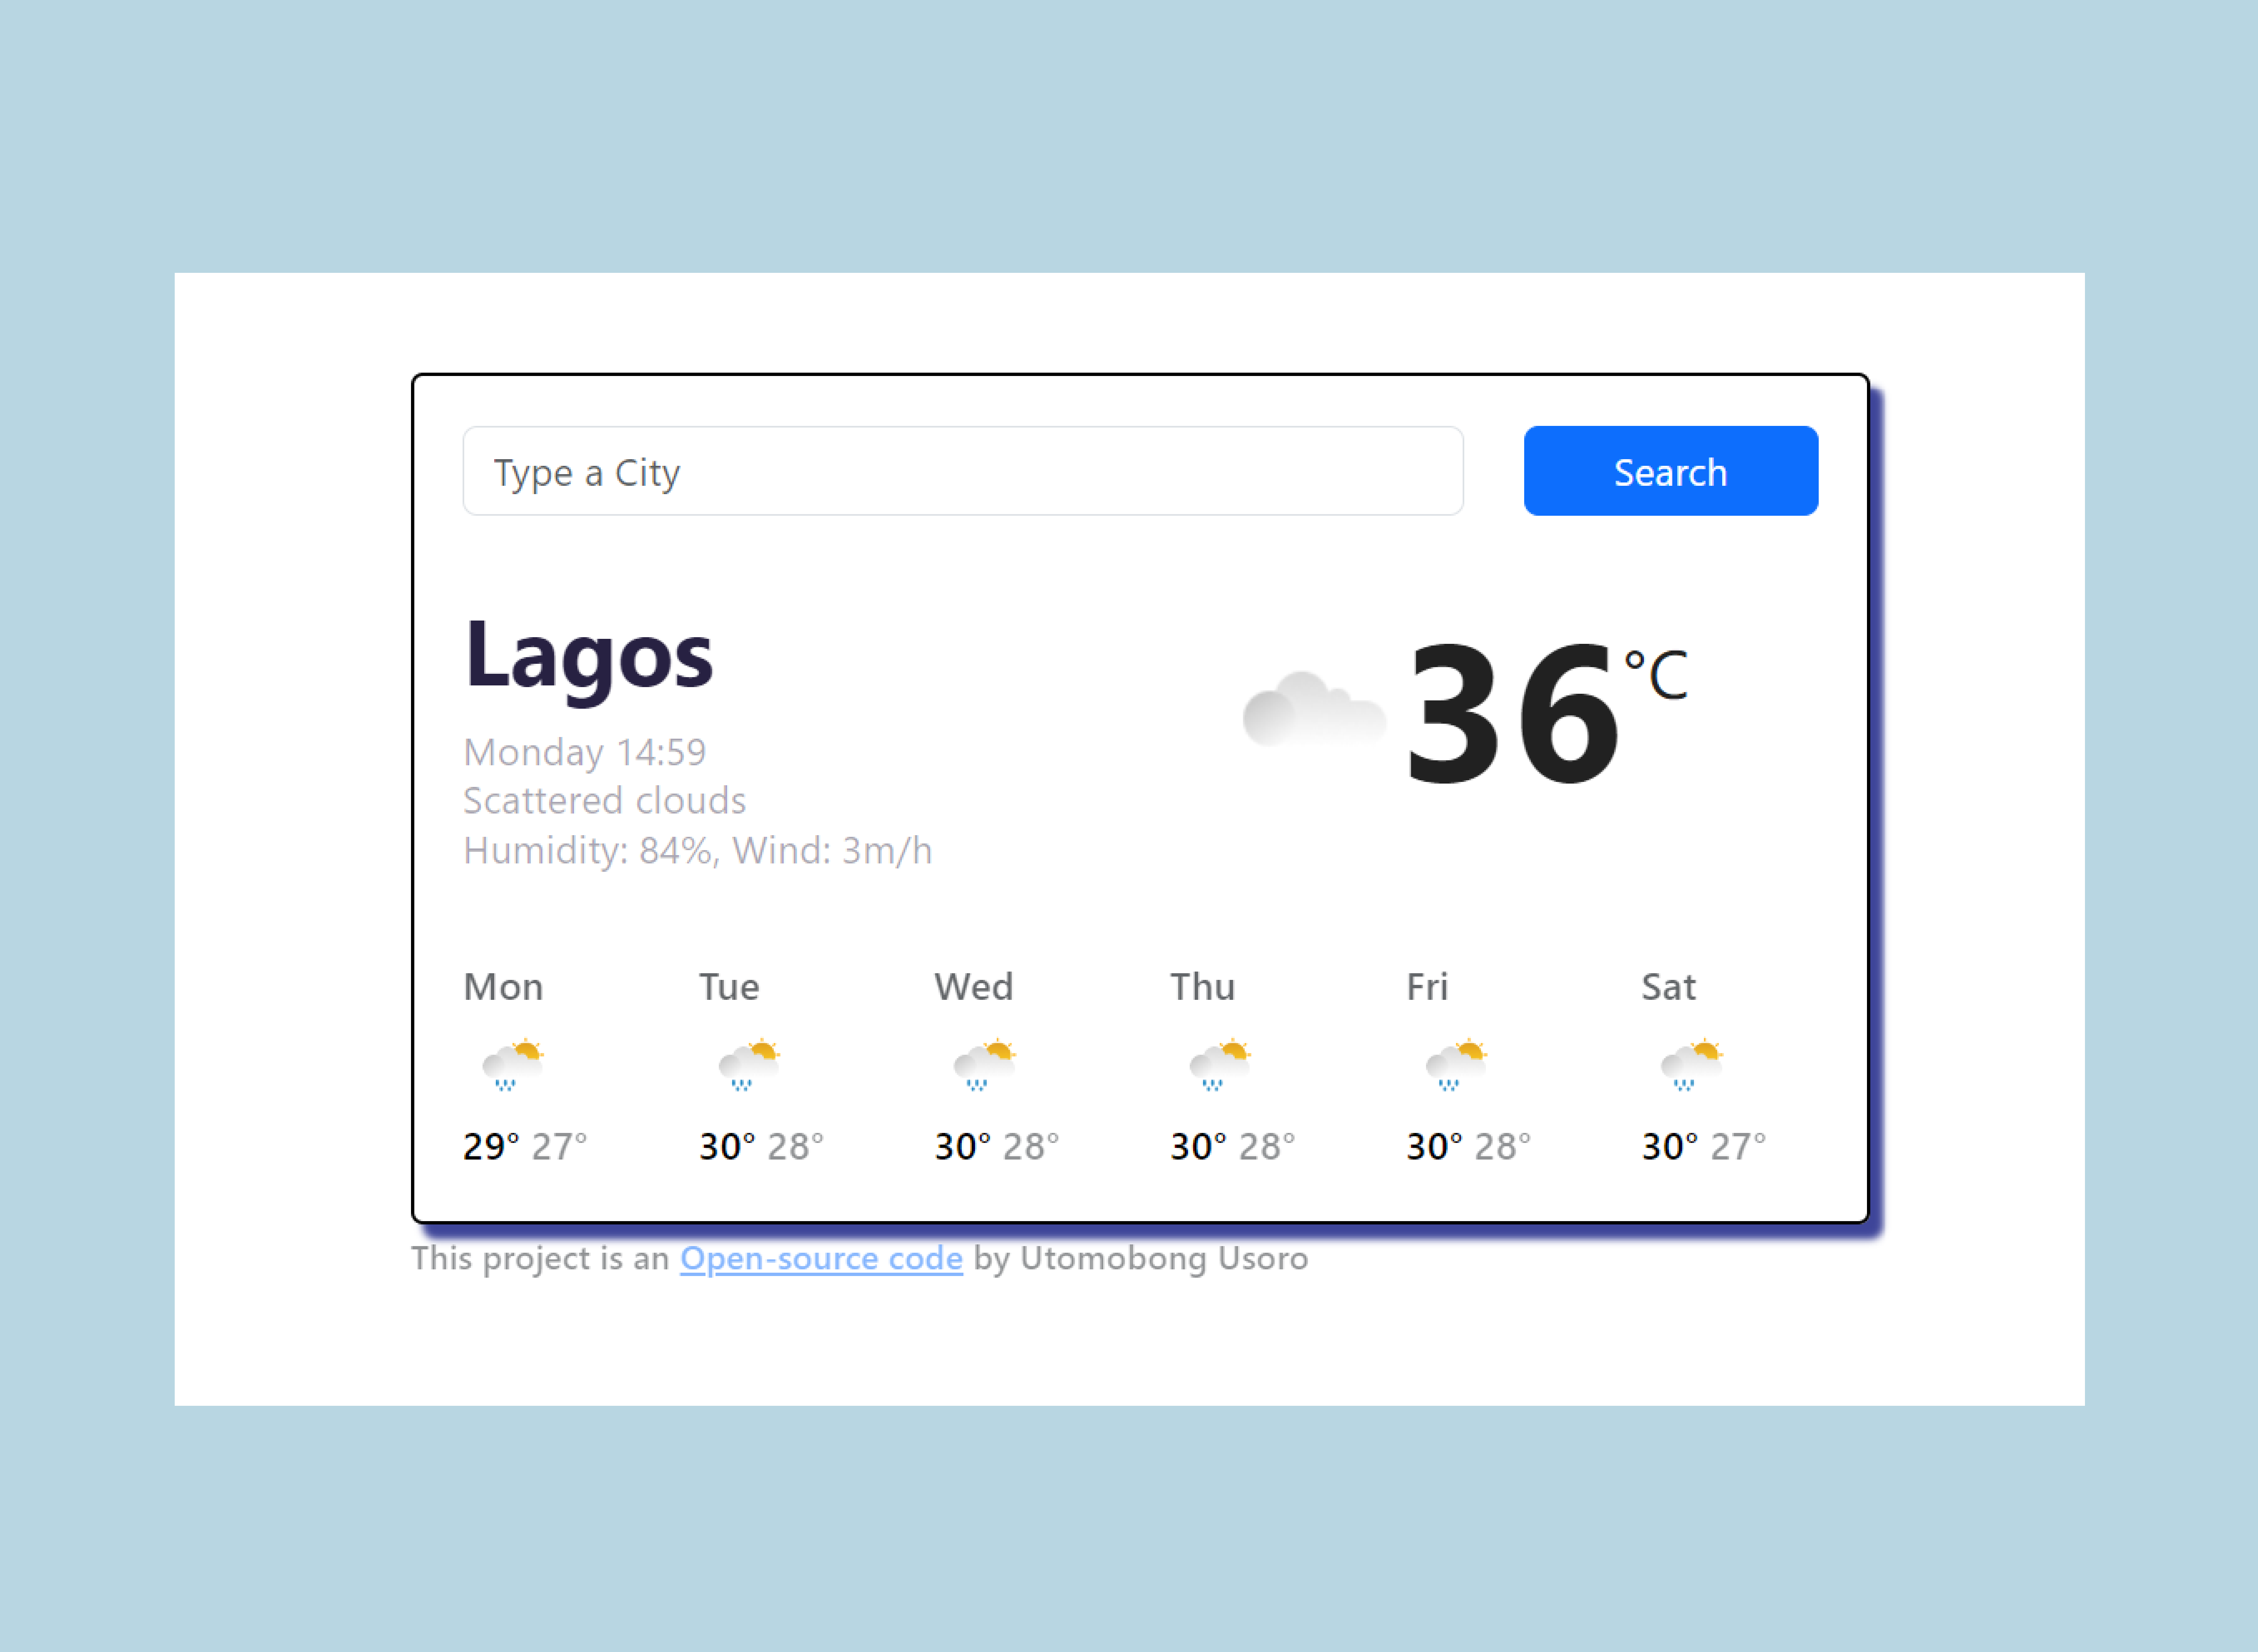 Type a City
Search
Lagos
36 °C
Monday 14:59
Scattered clouds
Humidity: 84%, Wind: 3m/h
Mon Tue Wed Thu Fri Sat
29° 27° 30° 28° 30° 28° 30° 28° 30° 28° 30° 27°
This project is an Open-source code by Utomobong Usoro